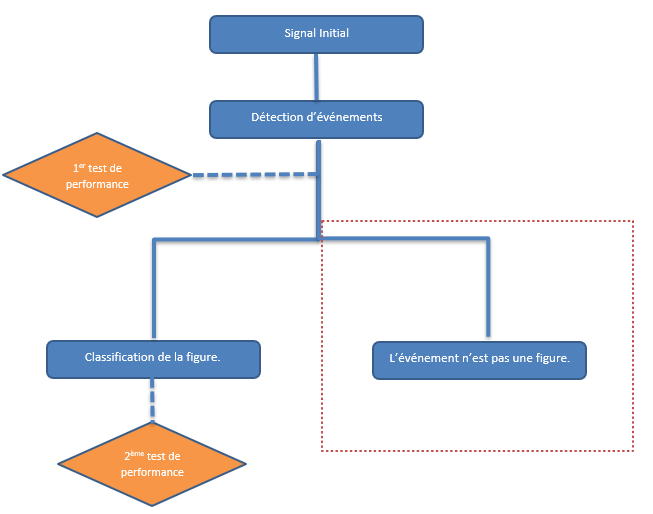 Signal Initial
Détection d’événements
1er test de
performance
Classification de la figure.
L’événement n’est pas une figure.
2ème test de
performance